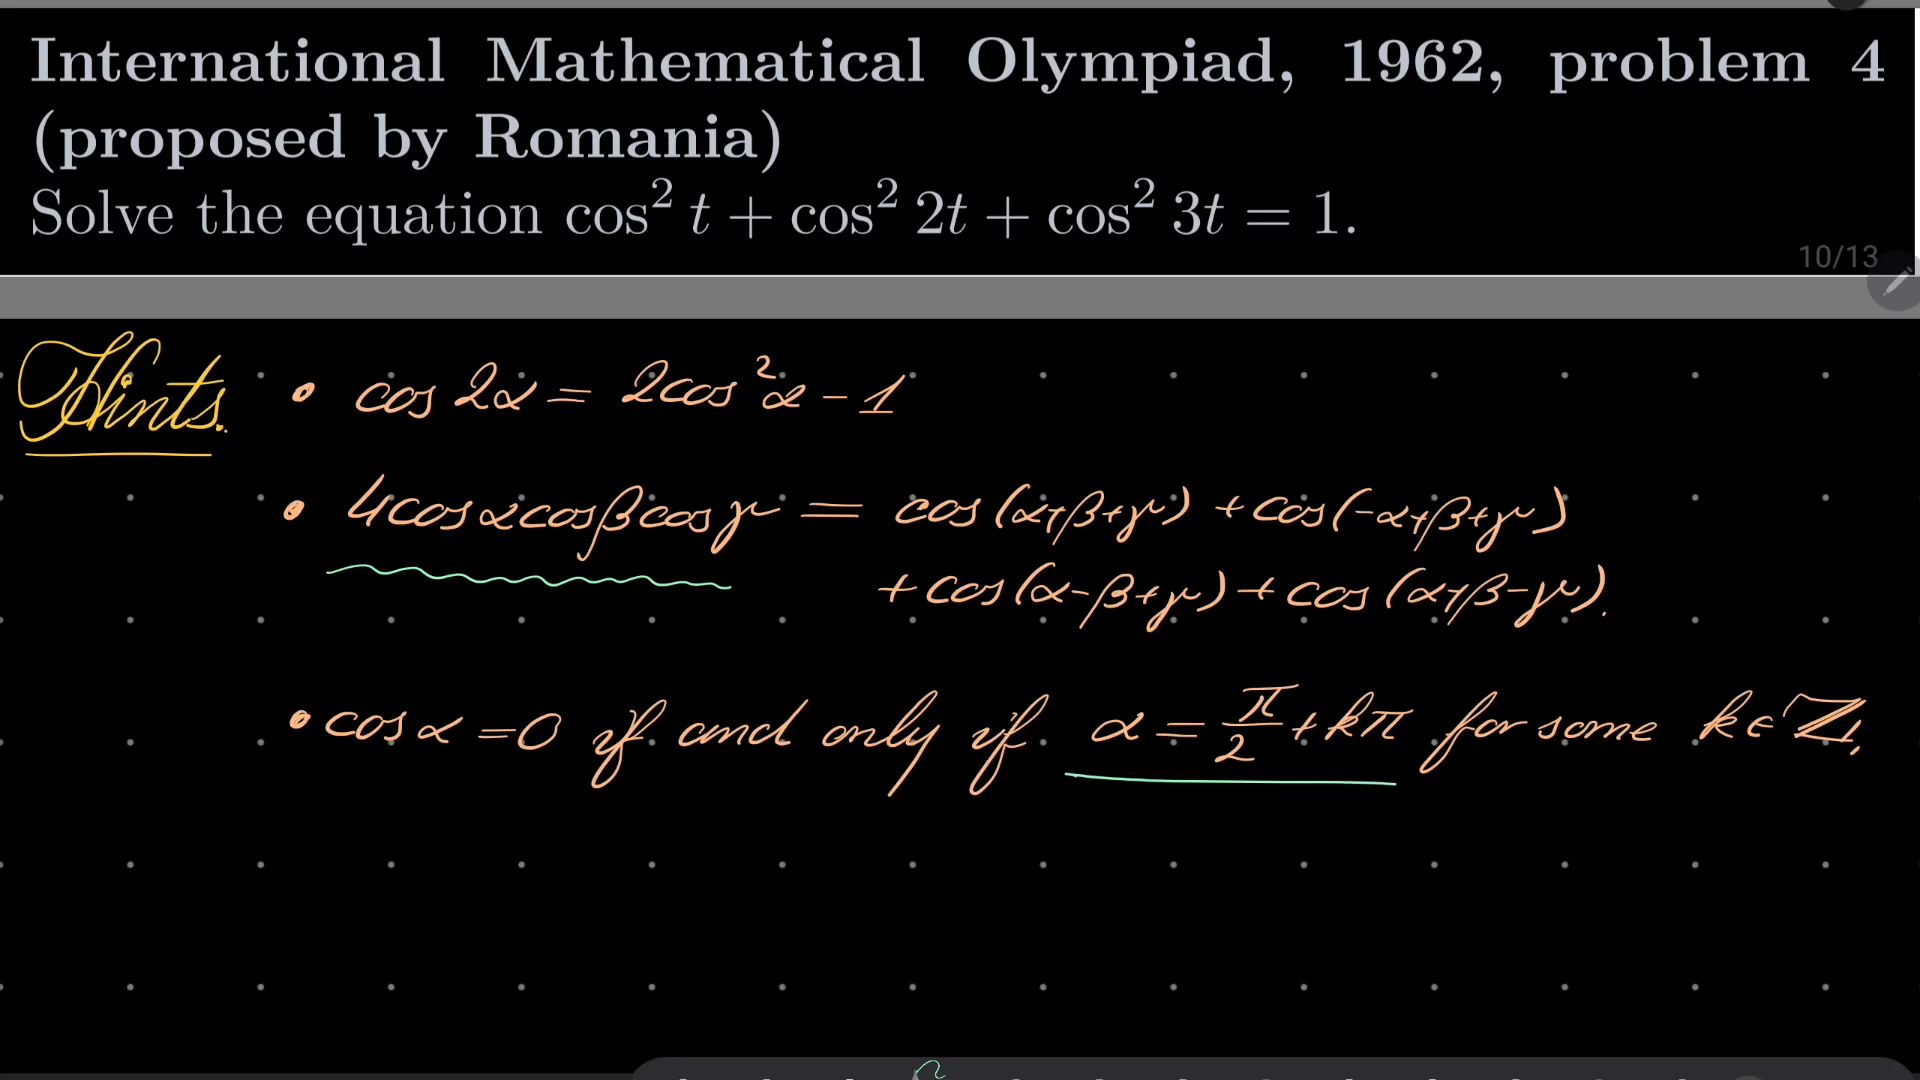 International Mathematical Olympiad, 1962, problem 4
(proposed by Romania)
Solve the equation cos² t + cos² 2t + cos² 3t = 1.
10/13
Hints.
• cos 2α = 2cos²α - 1
• 4cosαcosβcosγ = cos(α+β+γ) + cos(-α+β+γ)
+ cos(α-β+γ) + cos(α+β-γ).
• cos α = 0 if and only if α = π/2 + kπ for some k∈ℤ.